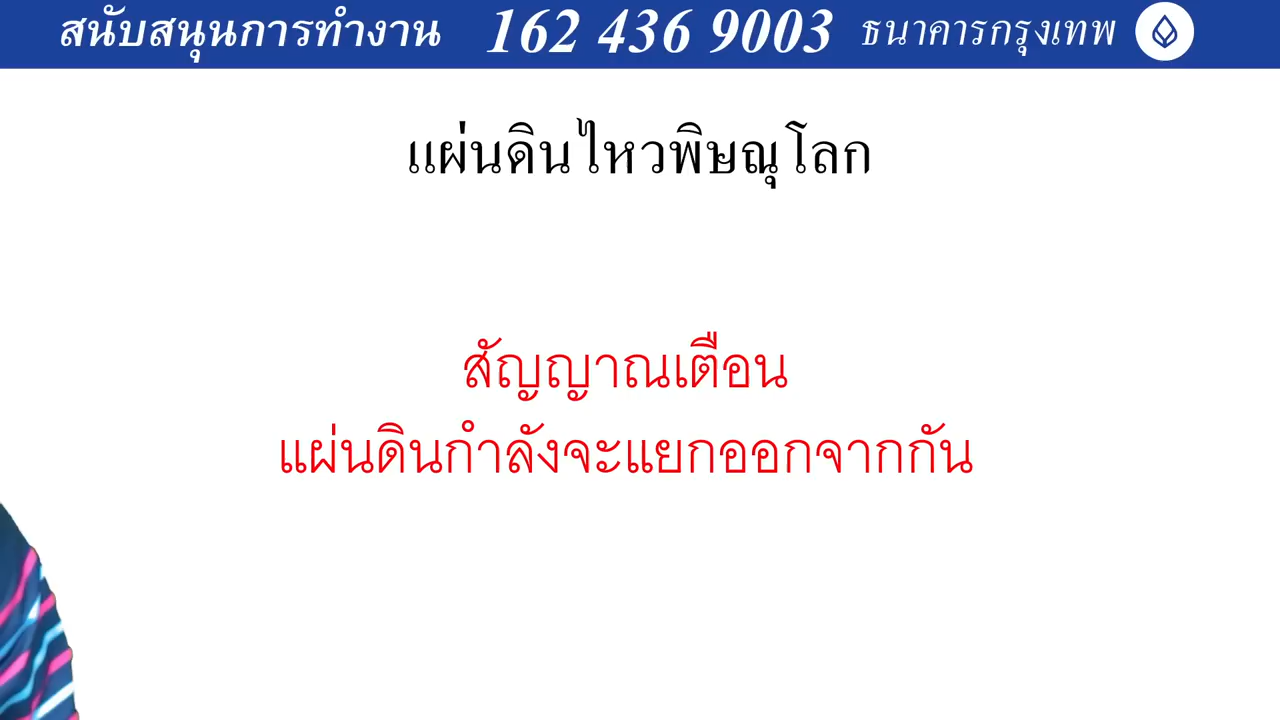 สนับสนุนการทำงาน 162 436 9003 ธนาคารกรุงเทพ
แผ่นดินไหวพิษณุโลก
สัญญาณเตือน
แผ่นดินกำลังจะแยกออกจากกัน